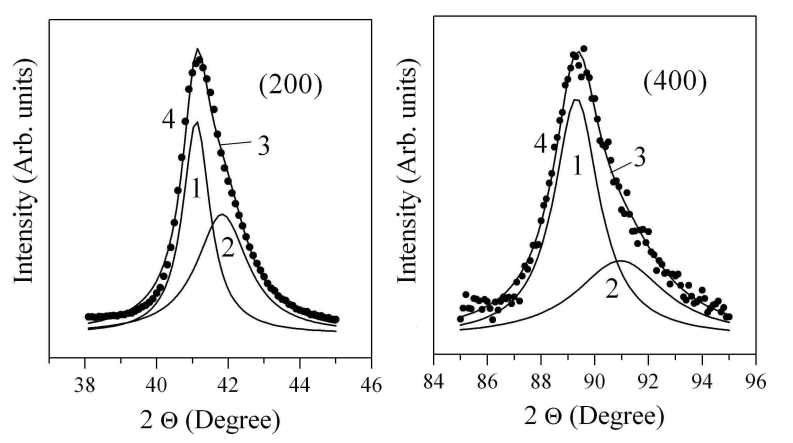 Intensity (Arb. units)
(200)
4
3
1
2
38 40 42 44 46
2 Θ (Degree)
Intensity (Arb. units)
(400)
4
3
1
2
84 86 88 90 92 94 96
2 Θ (Degree)